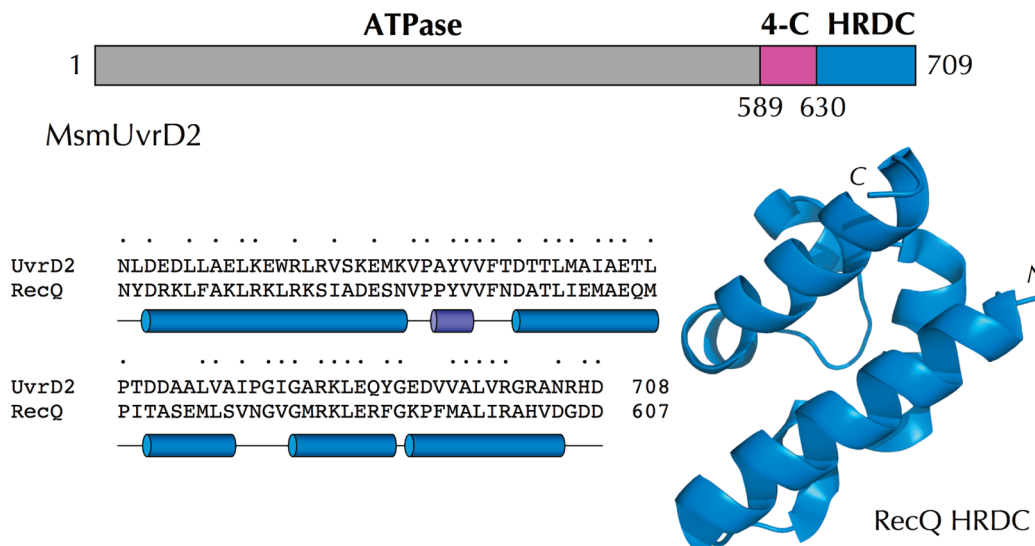 ATPase 4-C HRDC
1 709
589 630
MsmUvrD2
UvrD2 NLDEDLLAELKEWRLRVSKEMKVPAYVVFTDTTLMAIAETL
RecQ NYDRKLFAKLRKLRKSIADESNVPPYVVFNDATLIEMAEQM
UvrD2 PTDDAALVAIPGIGARKLEQYGEDVVALVRGRANRHD 708
RecQ PITASEMLSVNGVGMRKLERFGKPFMALIRAHVDGDD 607
C
N
RecQ HRDC